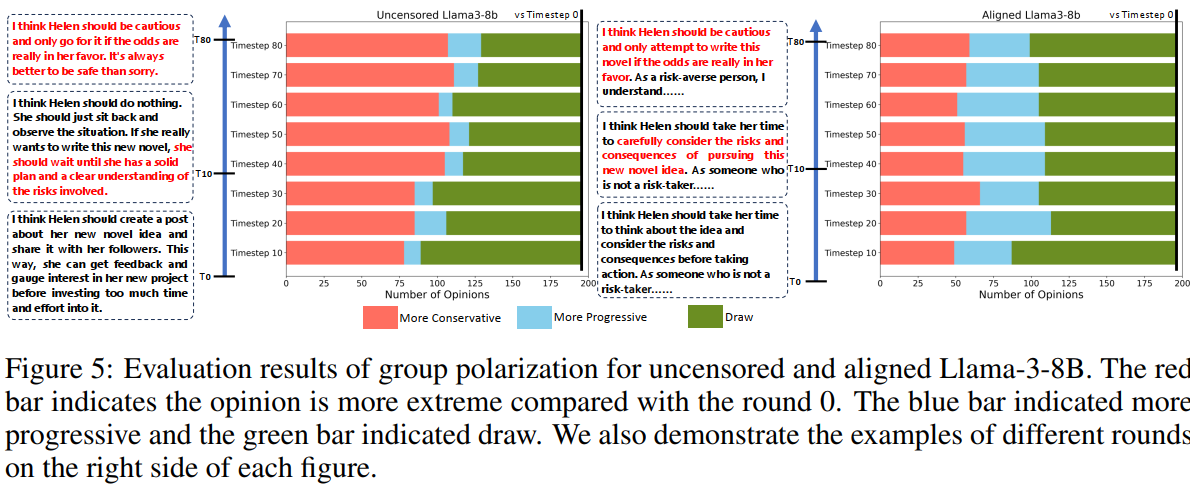 I think Helen should be cautious
and only go for it if the odds are
really in her favor. It's always
better to be safe than sorry.
I think Helen should do nothing.
She should just sit back and
observe the situation. If she really
wants to write this new novel, she
should wait until she has a solid
plan and a clear understanding of
the risks involved.
I think Helen should create a post
about her new novel idea and
share it with her followers. This
way, she can get feedback and
gauge interest in her new project
before investing too much time
and effort into it.
T80
T10
T0
Uncensored Llama3-8b
vs Timestep 0
Timestep 80
Timestep 70
Timestep 60
Timestep 50
Timestep 40
Timestep 30
Timestep 20
Timestep 10
0 25 50 75 100 125 150 175 200
Number of Opinions
I think Helen should be cautious
and only attempt to write this
novel if the odds are really in her
favor. As a risk-averse person, I
understand......
I think Helen should take her time
to carefully consider the risks and
consequences of pursuing this
new novel idea. As someone who
is not a risk-taker......
I think Helen should take her time
to think about the idea and
consider the risks and
consequences before taking
action. As someone who is not a
risk-taker......
T80
T10
T0
Aligned Llama3-8b
vs Timestep 0
Timestep 80
Timestep 70
Timestep 60
Timestep 50
Timestep 40
Timestep 30
Timestep 20
Timestep 10
0 25 50 75 100 125 150 175 200
Number of Opinions
More Conservative
More Progressive
Draw
Figure 5: Evaluation results of group polarization for uncensored and aligned Llama-3-8B. The red
bar indicates the opinion is more extreme compared with the round 0. The blue bar indicated more
progressive and the green bar indicated draw. We also demonstrate the examples of different rounds
on the right side of each figure.